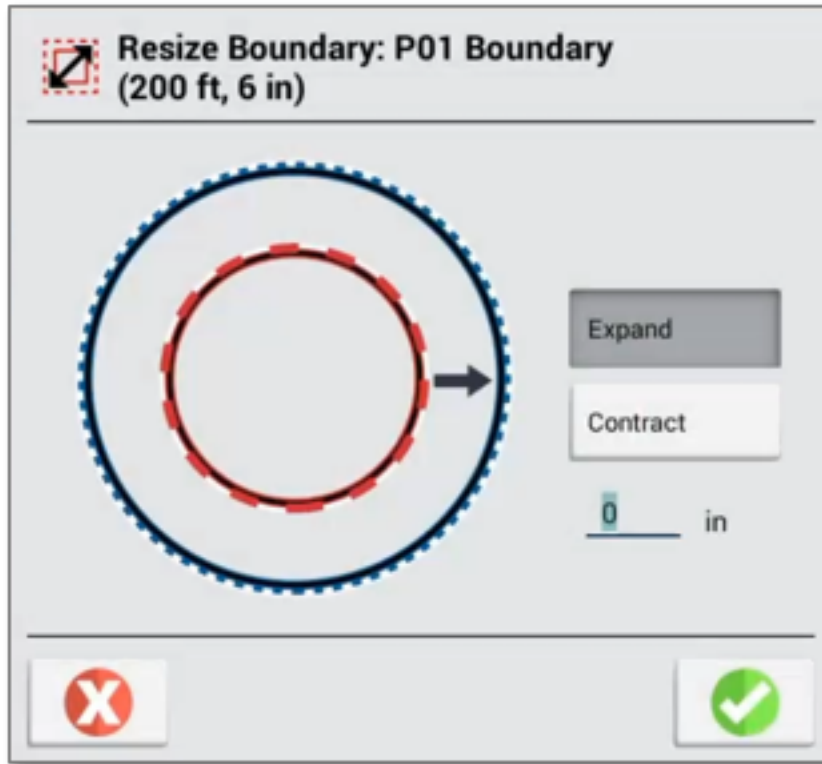 Resize Boundary: P01 Boundary
(200 ft, 6 in)
Expand
Contract
0 in